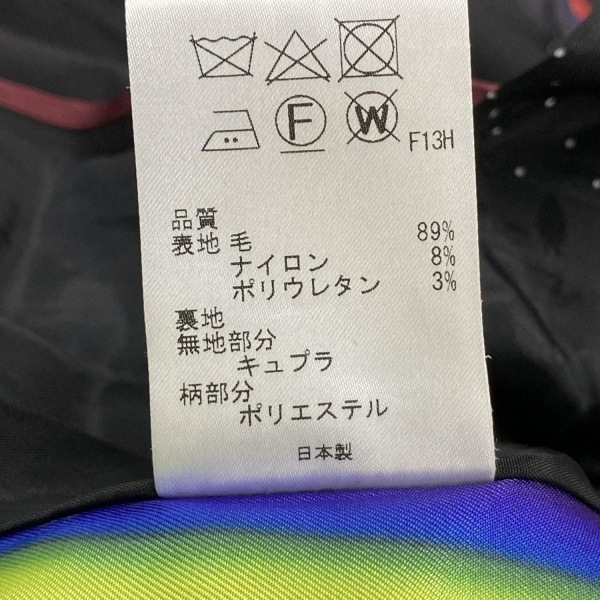 F W F13H
品質
表地 毛 89%
ナイロン 8%
ポリウレタン 3%
裏地
無地部分
キュプラ
柄部分
ポリエステル
日本製